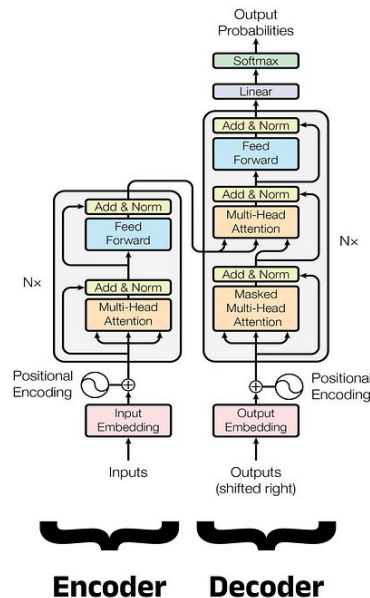 Output
Probabilities
Softmax
Linear
Add & Norm
Feed
Forward
Add & Norm
Multi-Head
Attention
Add & Norm
Masked
Multi-Head
Attention
N×
Add & Norm
Feed
Forward
Add & Norm
Multi-Head
Attention
N×
Positional
Encoding
Positional
Encoding
Input
Embedding
Output
Embedding
Inputs
Outputs
(shifted right)
Encoder
Decoder